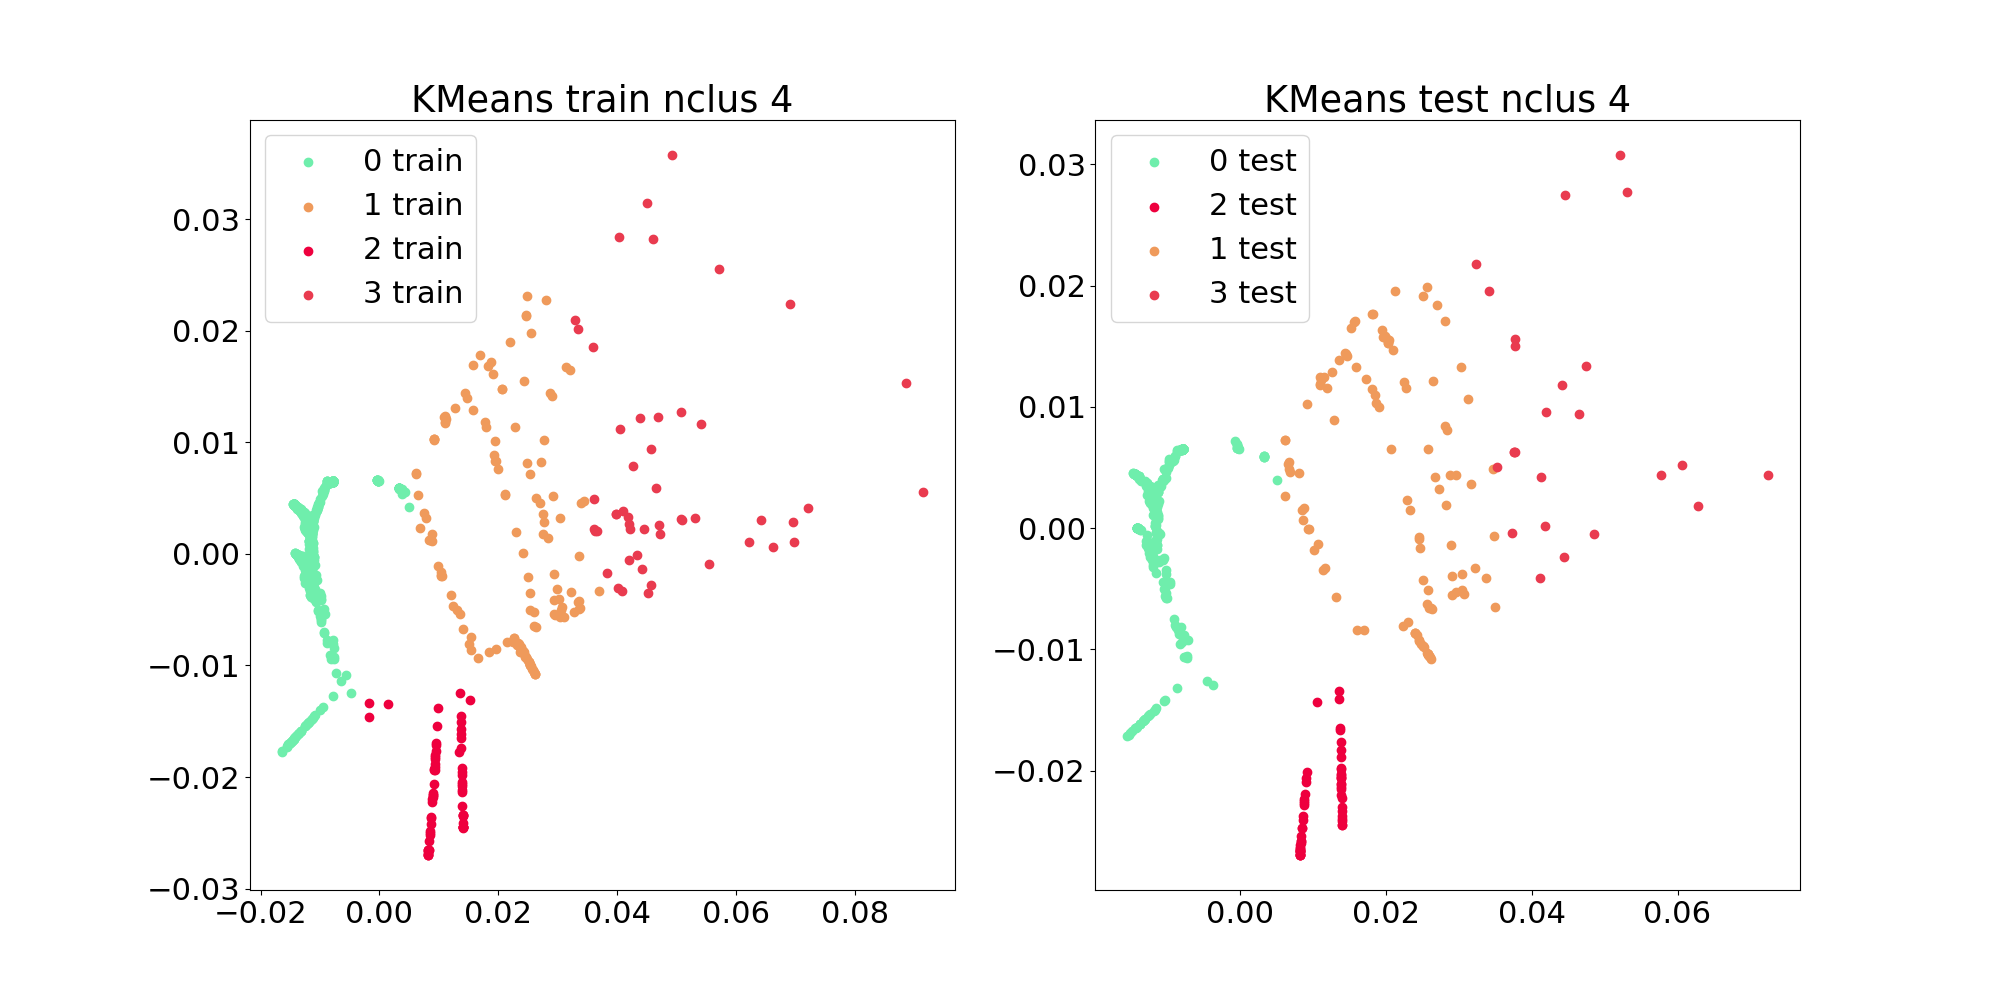 KMeans train nclus 4
0 train
1 train
2 train
3 train
0.03
0.02
0.01
0.00
−0.01
−0.02
−0.03
−0.02 0.00 0.02 0.04 0.06 0.08
KMeans test nclus 4
0 test
2 test
1 test
3 test
0.03
0.02
0.01
0.00
−0.01
−0.02
0.00 0.02 0.04 0.06